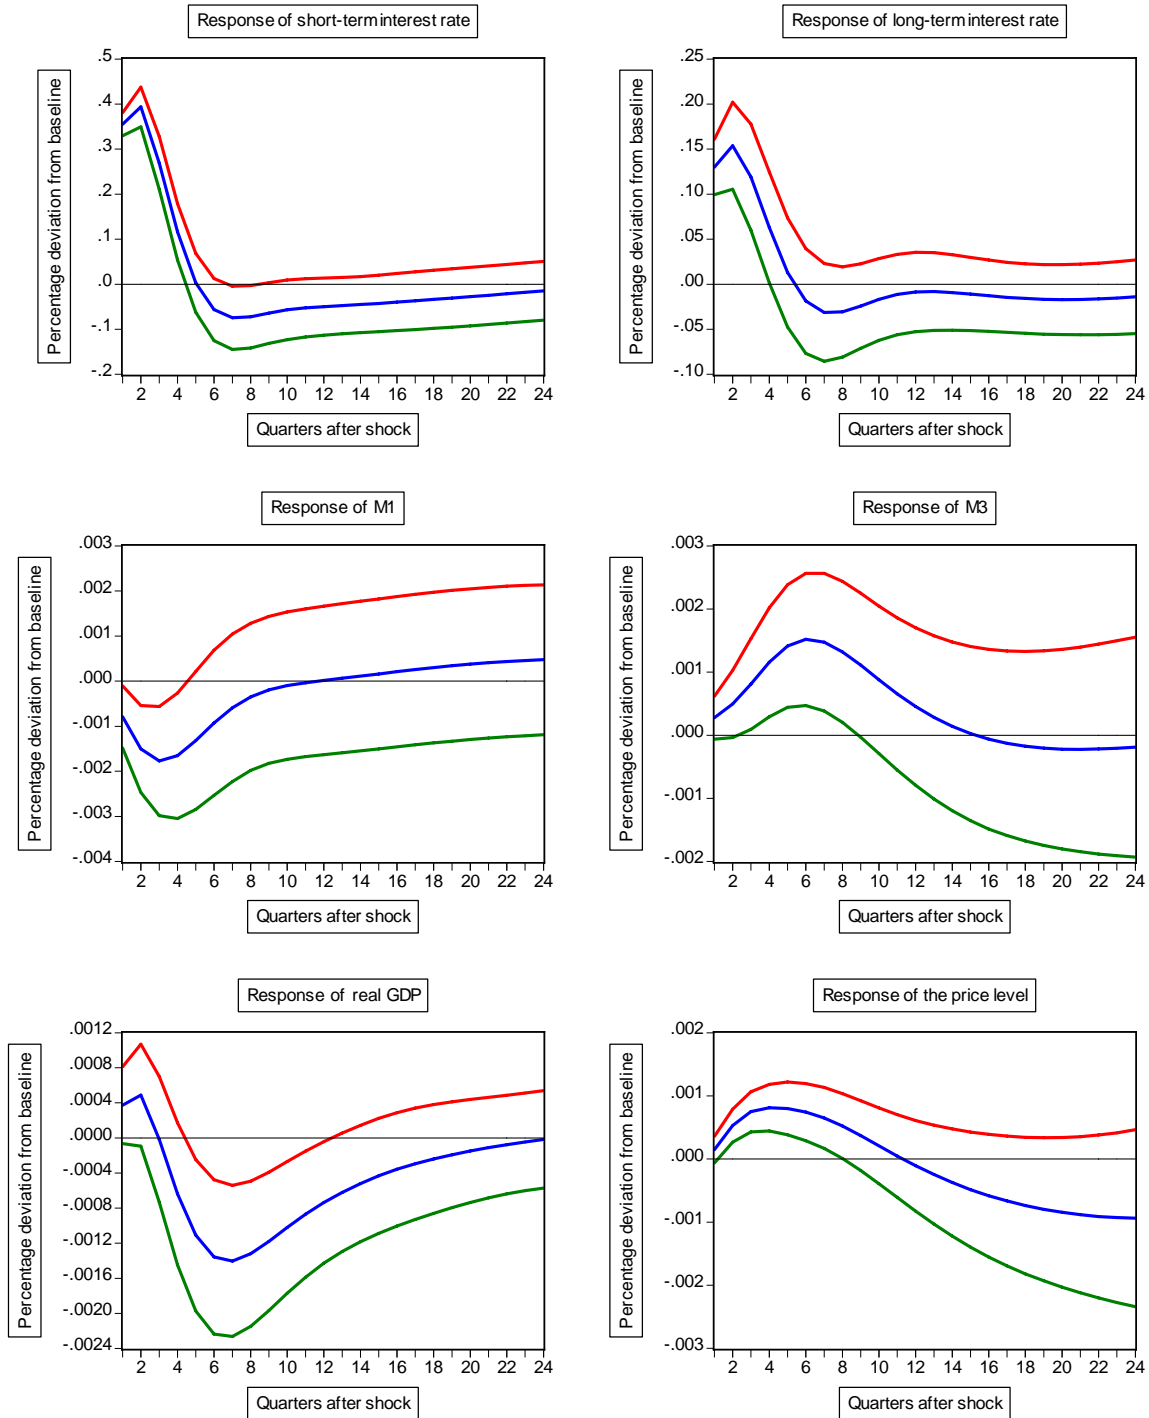 Response of short-term interest rate
Response of long-term interest rate
Percentage deviation from baseline
.5
.4
.3
.2
.1
.0
-.1
-.2
2 4 6 8 10 12 14 16 18 20 22 24
Quarters after shock
Percentage deviation from baseline
.25
.20
.15
.10
.05
.00
-.05
-.10
2 4 6 8 10 12 14 16 18 20 22 24
Quarters after shock
Response of M1
Response of M3
Percentage deviation from baseline
.003
.002
.001
.000
-.001
-.002
-.003
-.004
2 4 6 8 10 12 14 16 18 20 22 24
Quarters after shock
Percentage deviation from baseline
.003
.002
.001
.000
-.001
-.002
2 4 6 8 10 12 14 16 18 20 22 24
Quarters after shock
Response of real GDP
Response of the price level
Percentage deviation from baseline
.0012
.0008
.0004
.0000
-.0004
-.0008
-.0012
-.0016
-.0020
-.0024
2 4 6 8 10 12 14 16 18 20 22 24
Quarters after shock
Percentage deviation from baseline
.002
.001
.000
-.001
-.002
-.003
2 4 6 8 10 12 14 16 18 20 22 24
Quarters after shock